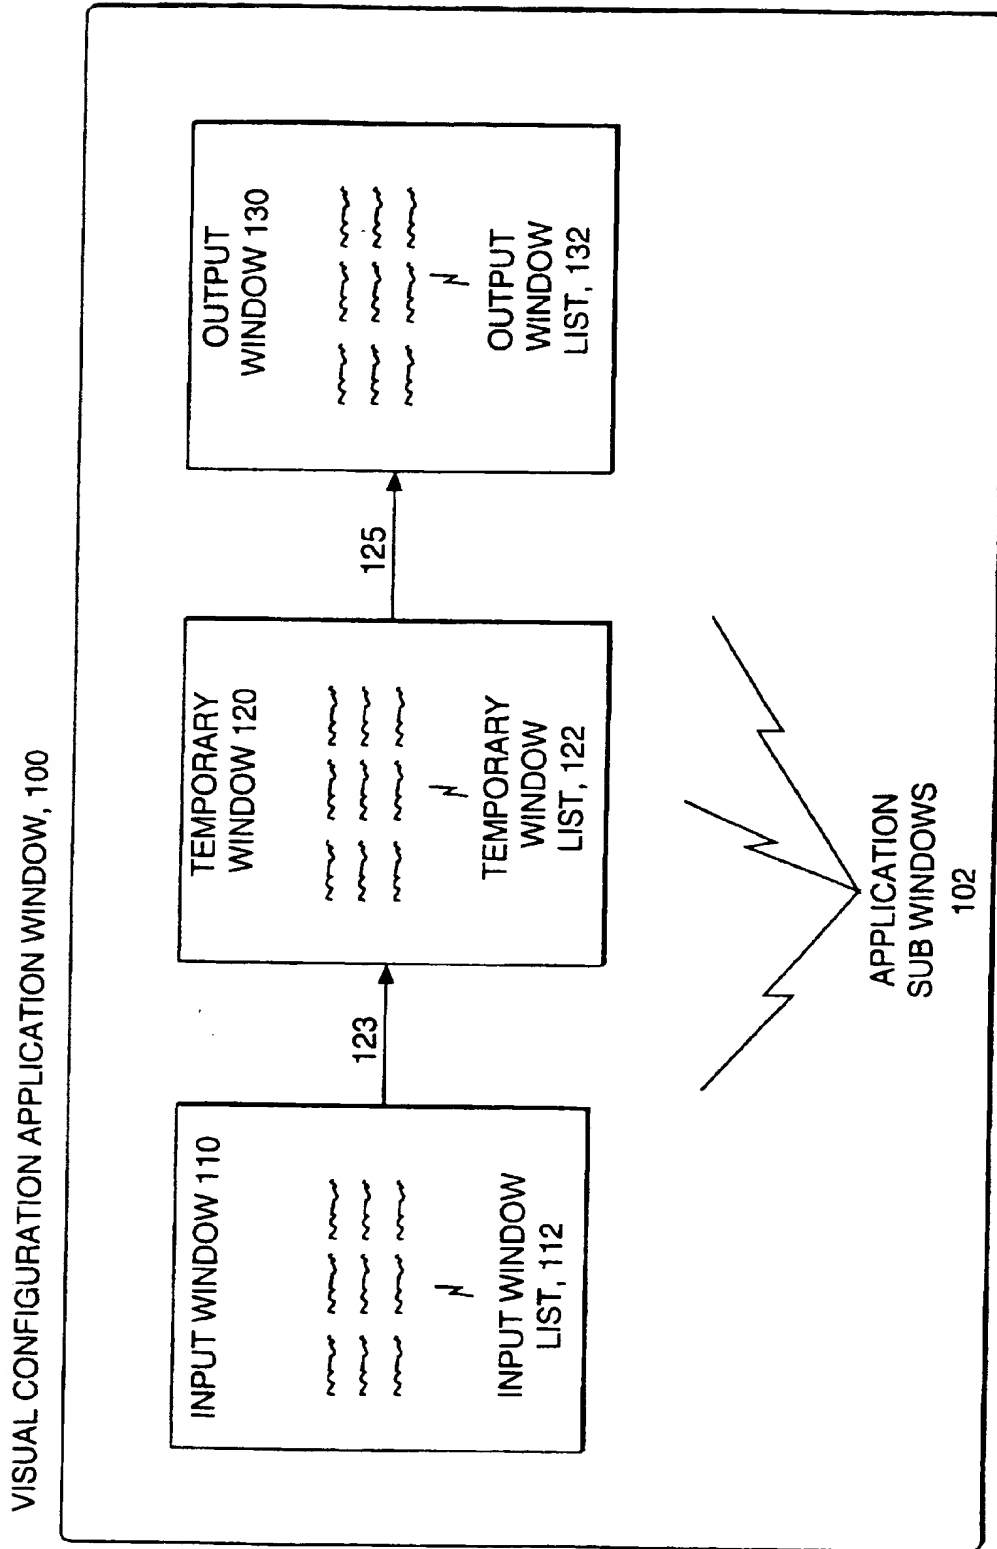 VISUAL CONFIGURATION APPLICATION WINDOW, 100
INPUT WINDOW 110
INPUT WINDOW
LIST, 112
123
TEMPORARY
WINDOW 120
TEMPORARY
WINDOW
LIST, 122
125
OUTPUT
WINDOW 130
OUTPUT
WINDOW
LIST, 132
APPLICATION
SUB WINDOWS
102